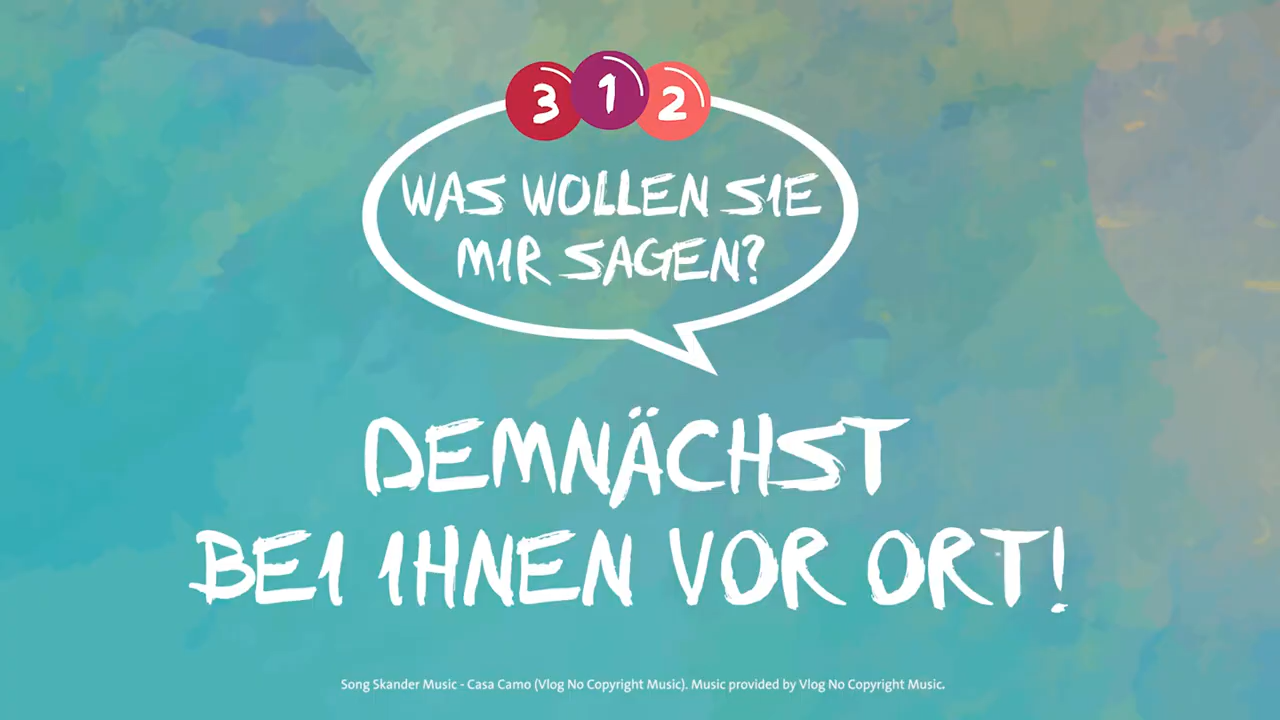 3 1 2
WAS WOLLEN SIE
MIR SAGEN?
DEMNÄCHST
BEI IHNEN VOR ORT!
Song Skander Music - Casa Camo (Vlog No Copyright Music). Music provided by Vlog No Copyright Music.